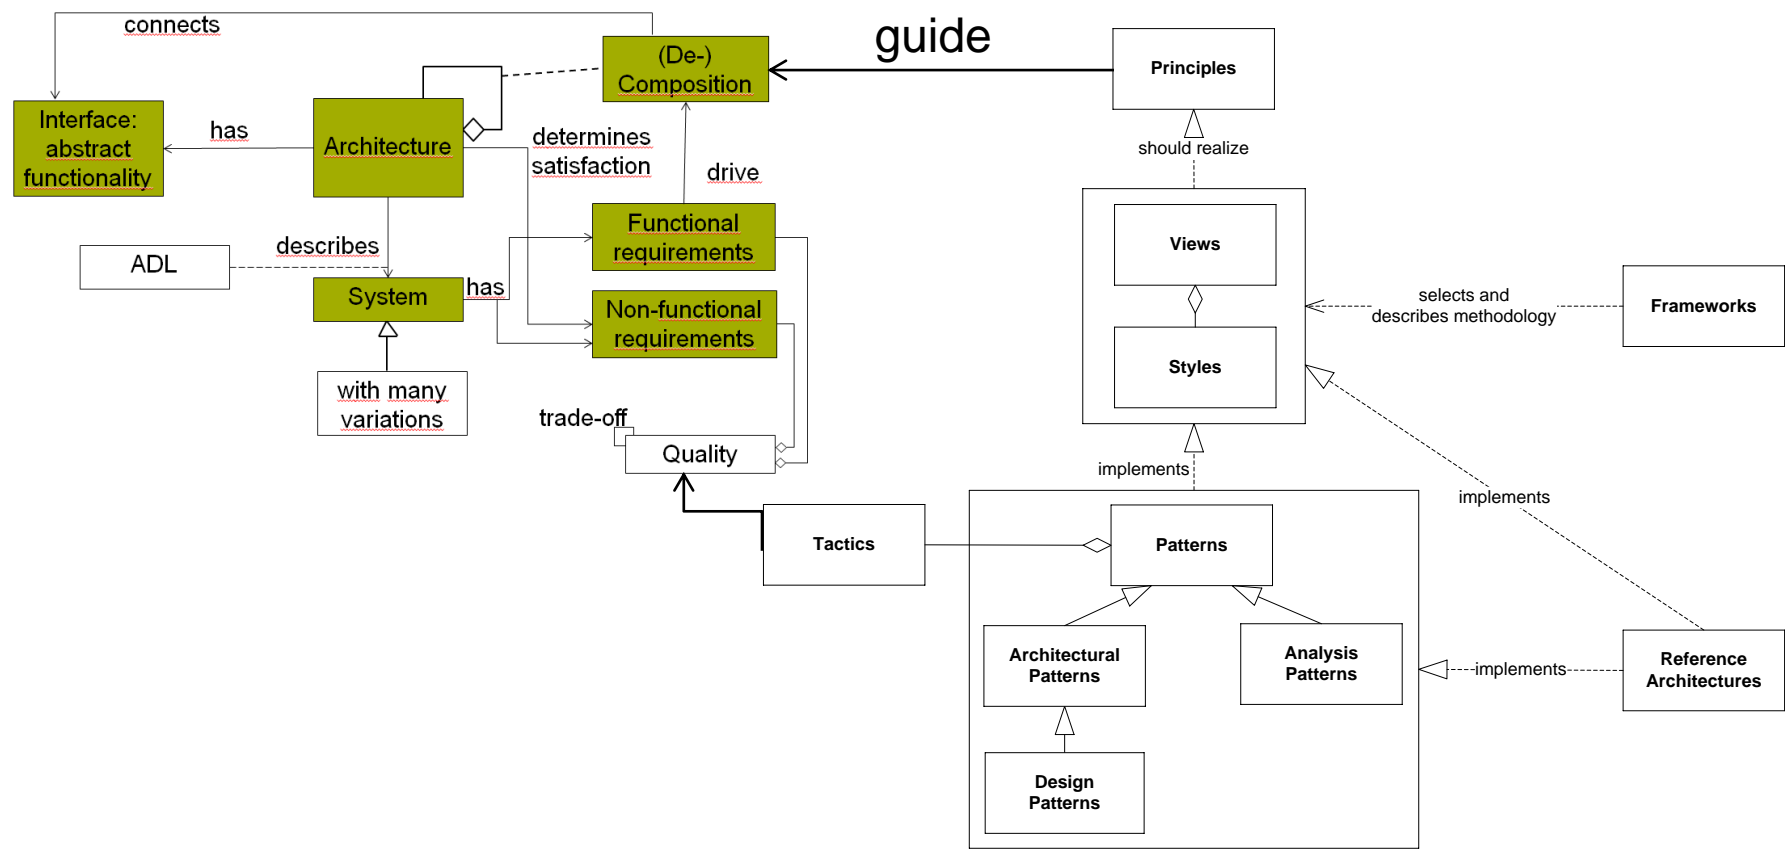 connects
guide
(De-)
Composition
Principles
Interface:
abstract
functionality
has
Architecture
determines
satisfaction
drive
should realize
Functional
requirements
Views
ADL
describes
System
has
Non-functional
requirements
selects and
describes methodology
Frameworks
Styles
with many
variations
trade-off
Quality
implements
implements
Tactics
Patterns
Architectural
Patterns
Analysis
Patterns
implements
Reference
Architectures
Design
Patterns